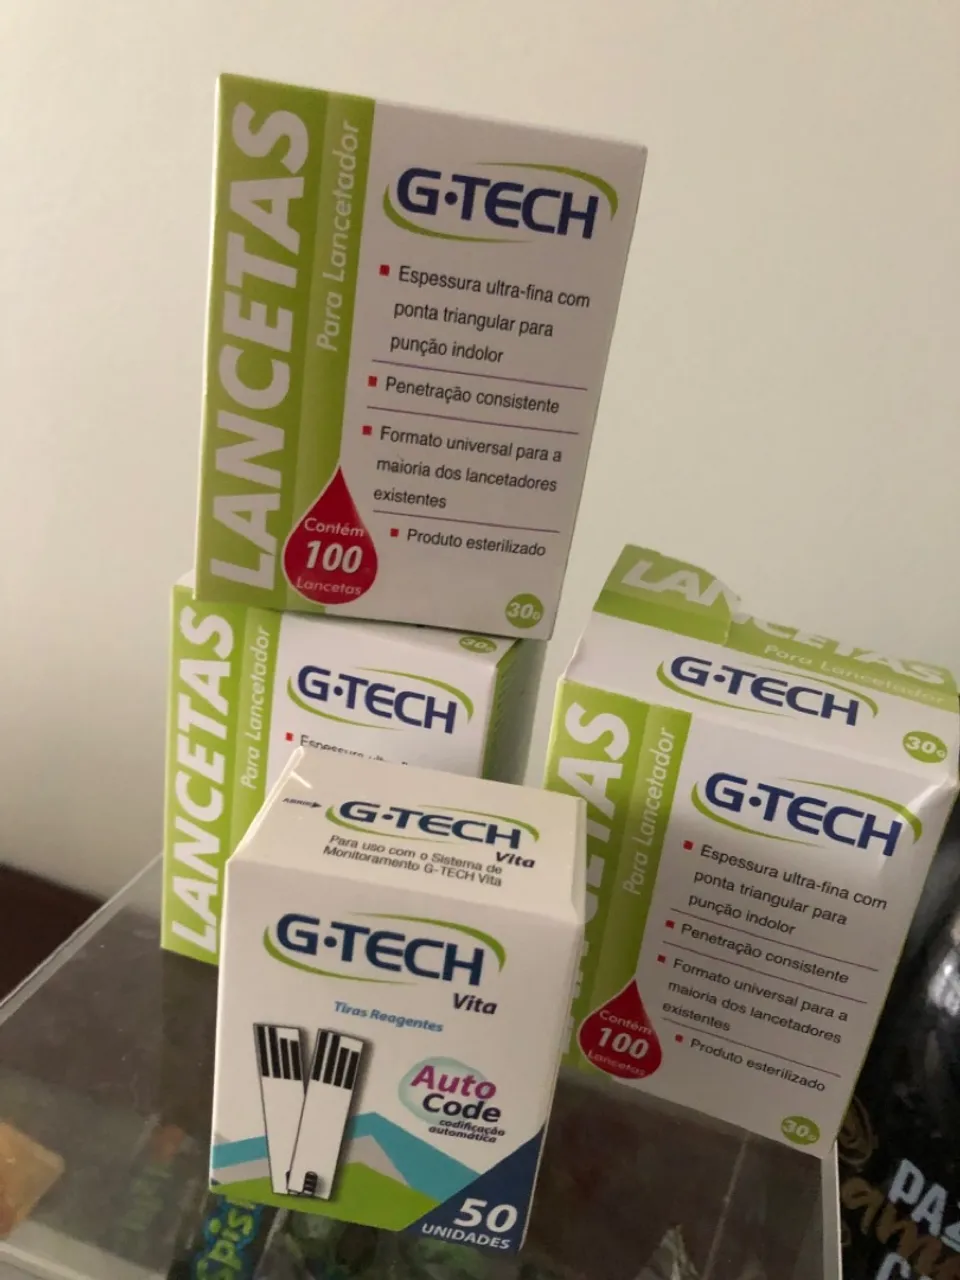 LANCETAS
Para Lancetador
G·TECH
Espessura ultra-fina com
ponta triangular para
punção indolor
Penetração consistente
Formato universal para a
maioria dos lancetadores
existentes
Produto esterilizado
Contém
100
Lancetas
30G
LANCETAS
Para Lancetador
30G
G·TECH
Espessura ultra-fina
LANCETAS
Para Lancetador
G·TECH
30G
LANCETAS
Para Lancetador
G·TECH
Espessura ultra-fina com
ponta triangular para
punção indolor
Penetração consistente
Formato universal para a
maioria dos lancetadores
existentes
Produto esterilizado
Contém
100
Lancetas
30G
ABRIR
G·TECH
Vita
Para uso com o Sistema de
Monitoramento G-TECH Vita
G·TECH
Vita
Tiras Reagentes
Auto
Code
codificação
automática
50
UNIDADES